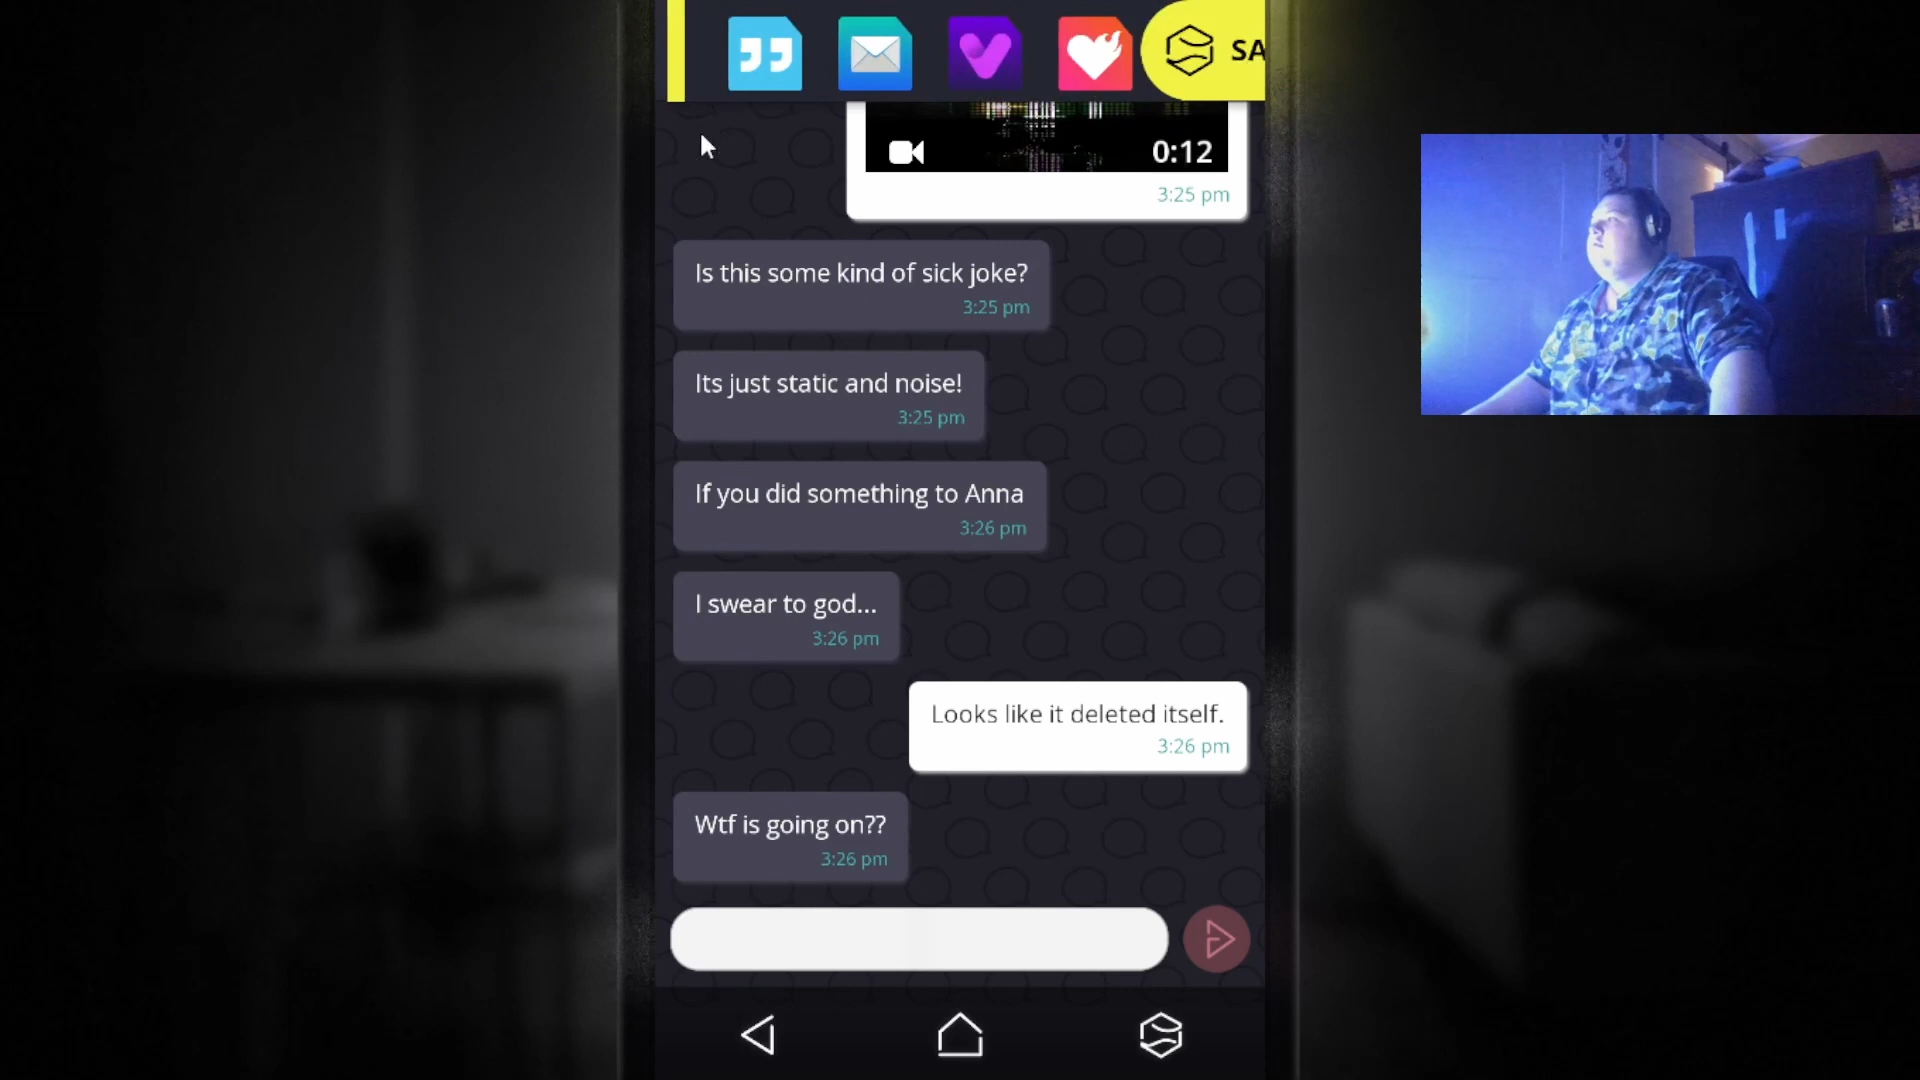 SA
0:12
3:25 pm
Is this some kind of sick joke?
3:25 pm
Its just static and noise!
3:25 pm
If you did something to Anna
3:26 pm
I swear to god...
3:26 pm
Looks like it deleted itself.
3:26 pm
Wtf is going on??
3:26 pm